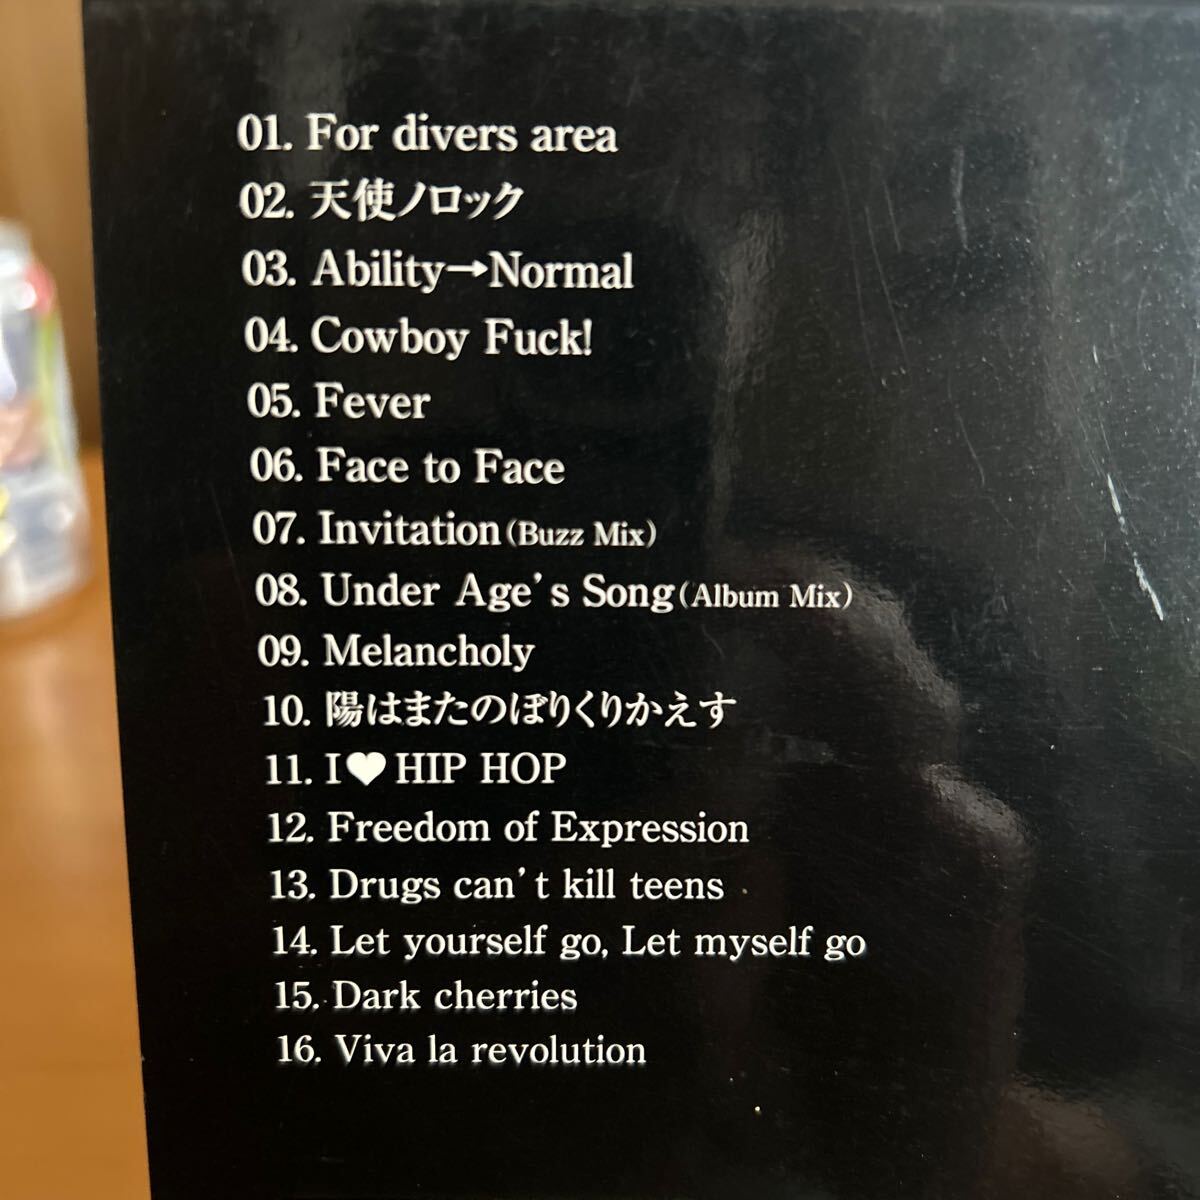 01. For divers area
02. 天使ノロック
03. Ability→Normal
04. Cowboy Fuck!
05. Fever
06. Face to Face
07. Invitation(Buzz Mix)
08. Under Age's Song(Album Mix)
09. Melancholy
10. 陽はまたのぼりくりかえす
11. I♥HIP HOP
12. Freedom of Expression
13. Drugs can't kill teens
14. Let yourself go, Let myself go
15. Dark cherries
16. Viva la revolution